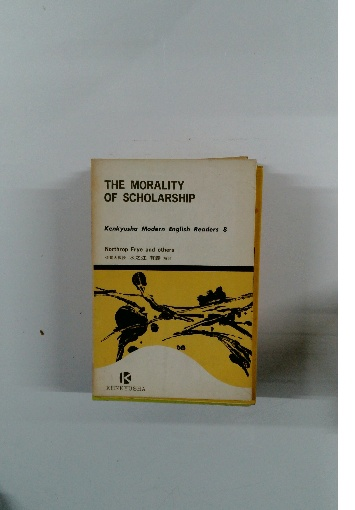 THE MORALITY
OF SCHOLARSHIP
Kenkyusha Modern English Readers 8
Northrop Frye and others
KENKYUSHA